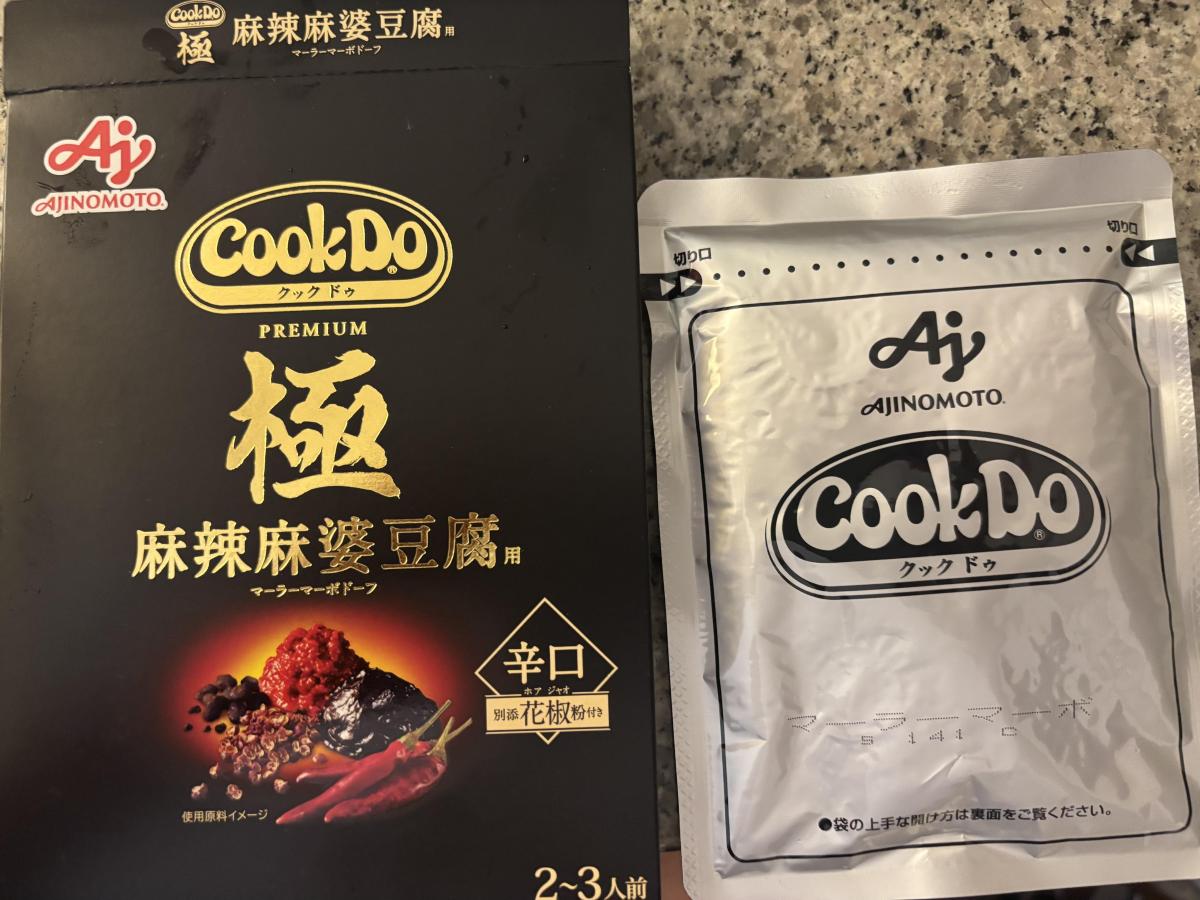 CookDo
極
麻辣麻婆豆腐用
マーラーマーボドーフ
Aj
AJINOMOTO®
CookDo®
クックドゥ
PREMIUM
極
麻辣麻婆豆腐用
マーラーマーボドーフ
辛口
ホア ジャオ
別添花椒粉付き
使用原料イメージ
2~3人前
切り口
切り口
Aj
AJINOMOTO®
CookDo®
クックドゥ
マーラーマーボ
●袋の上手な開け方は裏面をご覧ください。